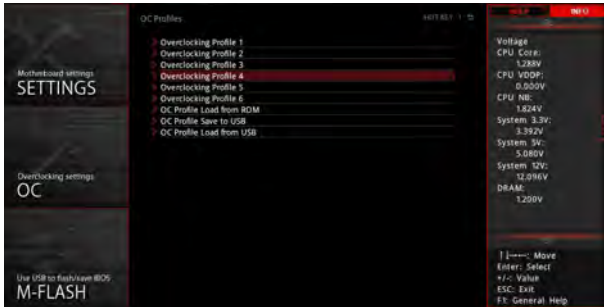 OC Profiles
HOT KEY
HELP
INFO
Motherboard settings
SETTINGS
Overclocking settings
OC
Use USB to flash/save BIOS
M-FLASH
Overclocking Profile 1
Overclocking Profile 2
Overclocking Profile 3
Overclocking Profile 4
Overclocking Profile 5
Overclocking Profile 6
OC Profile Load from ROM
OC Profile Save to USB
OC Profile Load from USB
Voltage
CPU Core:
1.288V
CPU VDDP:
0.000V
CPU NB:
1.824V
System 3.3V:
3.392V
System 5V:
5.080V
System 12V:
12.096V
DRAM:
1.200V
↑↓→←: Move
Enter: Select
+/-: Value
ESC: Exit
F1: General Help